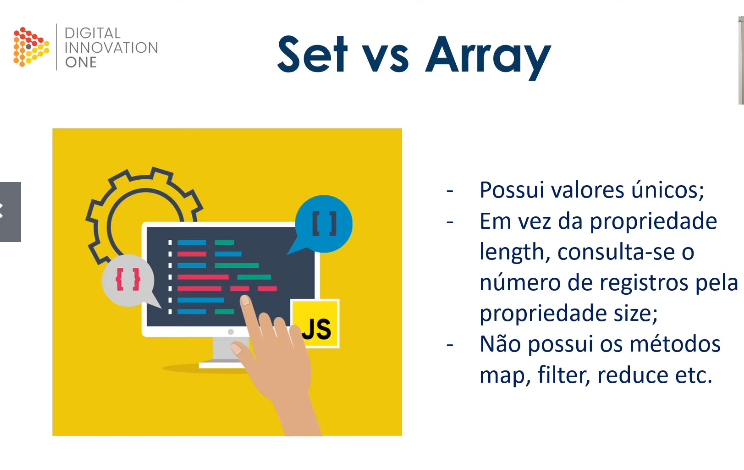 DIGITAL
INNOVATION
ONE
Set vs Array
[ ]
{ }
JS
- Possui valores únicos;
- Em vez da propriedade
length, consulta-se o
número de registros pela
propriedade size;
- Não possui os métodos
map, filter, reduce etc.